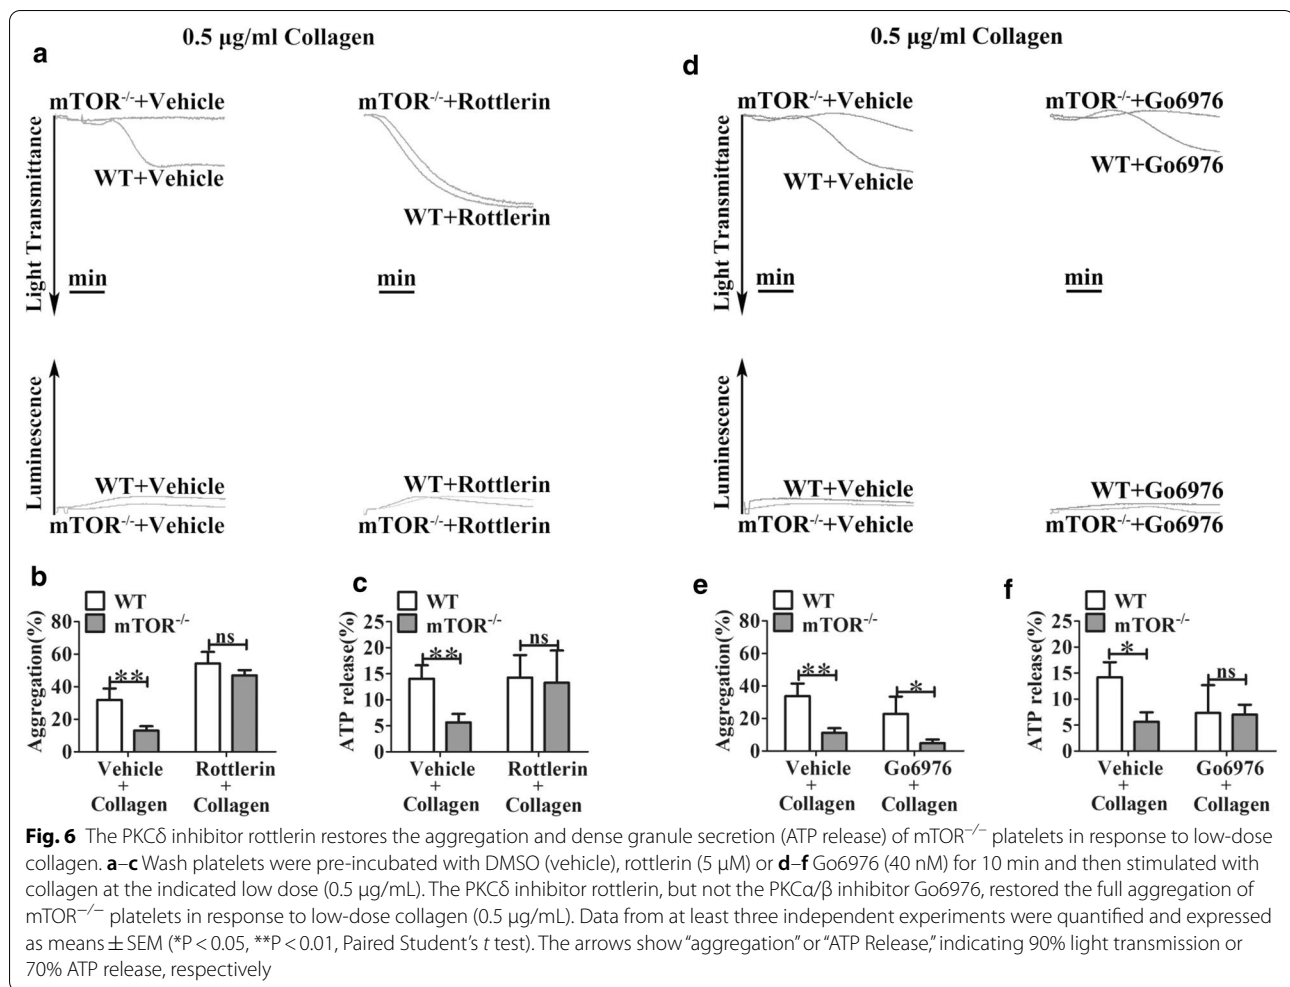 0.5 μg/ml Collagen
a
mTOR-/-+Vehicle
WT+Vehicle
mTOR-/-+Rottlerin
WT+Rottlerin
Light Transmittance
min
min
Luminescence
WT+Vehicle
mTOR-/-+Vehicle
WT+Rottlerin
mTOR-/-+Rottlerin
0.5 μg/ml Collagen
d
mTOR-/-+Vehicle
WT+Vehicle
mTOR-/-+Go6976
WT+Go6976
Light Transmittance
min
min
Luminescence
WT+Vehicle
mTOR-/-+Vehicle
WT+Go6976
mTOR-/-+Go6976
b
WT
mTOR-/-
Aggregation(%)
80
60
40
20
0
**
ns
Vehicle
+
Collagen
Rottlerin
+
Collagen
c
WT
mTOR-/-
ATP release(%)
25
20
15
10
5
0
**
ns
Vehicle
+
Collagen
Rottlerin
+
Collagen
e
WT
mTOR-/-
Aggregation(%)
80
60
40
20
0
**
*
Vehicle
+
Collagen
Go6976
+
Collagen
f
WT
mTOR-/-
ATP release(%)
25
20
15
10
5
0
*
ns
Vehicle
+
Collagen
Go6976
+
Collagen
Fig. 6 The PKCδ inhibitor rottlerin restores the aggregation and dense granule secretion (ATP release) of mTOR−/− platelets in response to low-dose
collagen. a–c Wash platelets were pre-incubated with DMSO (vehicle), rottlerin (5 μM) or d–f Go6976 (40 nM) for 10 min and then stimulated with
collagen at the indicated low dose (0.5 μg/mL). The PKCδ inhibitor rottlerin, but not the PKCα/β inhibitor Go6976, restored the full aggregation of
mTOR−/− platelets in response to low-dose collagen (0.5 μg/mL). Data from at least three independent experiments were quantified and expressed
as means ± SEM (*P < 0.05, **P < 0.01, Paired Student's t test). The arrows show “aggregation” or “ATP Release,” indicating 90% light transmission or
70% ATP release, respectively